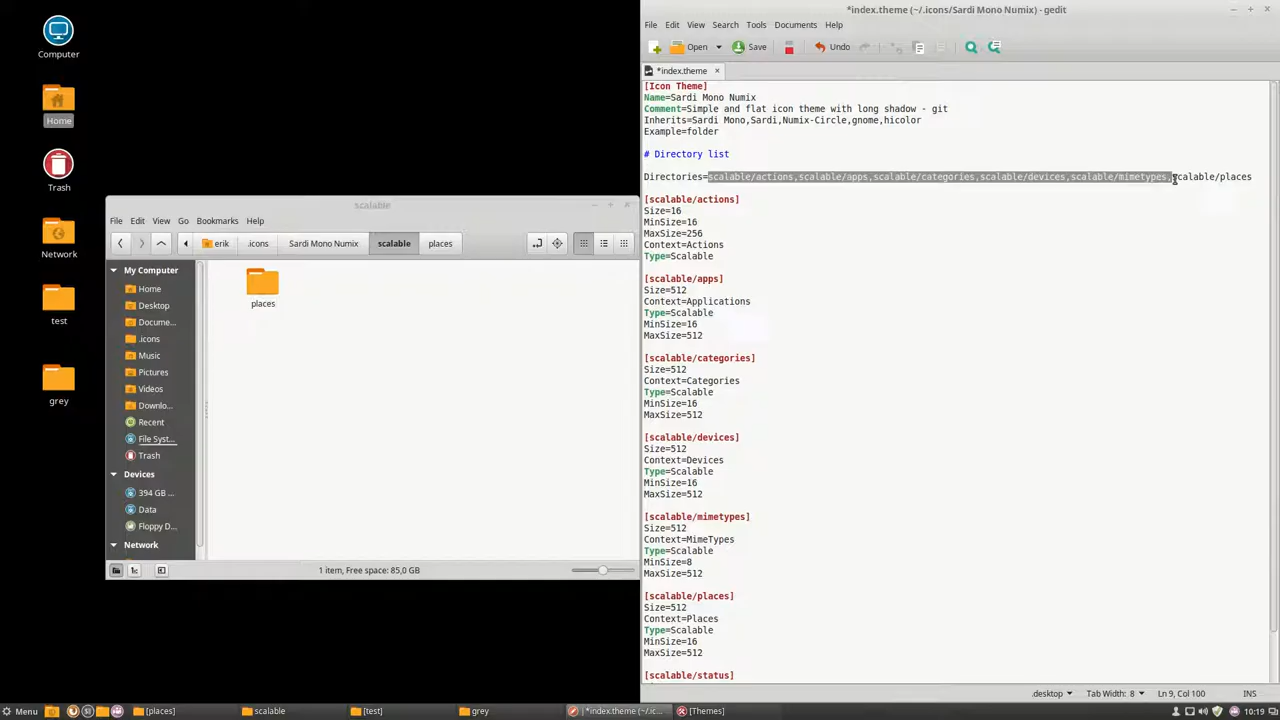 *index.theme (~/.icons/Sardi Mono Numix) - gedit
File Edit View Search Tools Documents Help
Open Save Undo
*index.theme
[Icon Theme]
Name=Sardi Mono Numix
Comment=Simple and flat icon theme with long shadow - git
Inherits=Sardi Mono,Sardi,Numix-Circle,gnome,hicolor
Example=folder
# Directory list
Directories=scalable/actions,scalable/apps,scalable/categories,scalable/devices,scalable/mimetypes,scalable/places
[scalable/actions]
Size=16
MinSize=16
MaxSize=256
Context=Actions
Type=Scalable
[scalable/apps]
Size=512
Context=Applications
Type=Scalable
MinSize=16
MaxSize=512
[scalable/categories]
Size=512
Context=Categories
Type=Scalable
MinSize=16
MaxSize=512
[scalable/devices]
Size=512
Context=Devices
Type=Scalable
MinSize=16
MaxSize=512
[scalable/mimetypes]
Size=512
Context=MimeTypes
Type=Scalable
MinSize=8
MaxSize=512
[scalable/places]
Size=512
Context=Places
Type=Scalable
MinSize=16
MaxSize=512
[scalable/status]
.desktop Tab Width: 8 Ln 9, Col 100 INS
Computer
Home
Trash
Network
test
grey
scalable
File Edit View Go Bookmarks Help
erik .icons Sardi Mono Numix scalable places
My Computer
Home
Desktop
Docume...
.icons
Music
Pictures
Videos
Downlo...
Recent
File Syst...
Trash
Devices
394 GB ...
Data
Floppy D...
Network
places
1 item, Free space: 85,0 GB
Menu [places] scalable [test] grey *index.theme (~/.ic... [Themes] 10:19